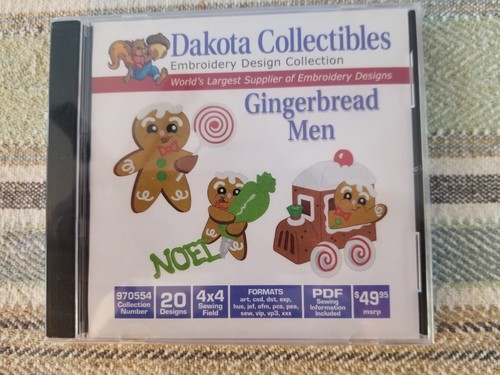 Dakota Collectibles
Embroidery Design Collection
World's Largest Supplier of Embroidery Designs
Gingerbread
Men
NOEL
970554
Collection
Number
20
Designs
4x4
Sewing
Field
FORMATS
art, csd, dst, exp,
hus, jef, ofm, pcs, pes,
sew, vip, vp3, xxx
PDF
Sewing
Information
Included
$49.95
msrp